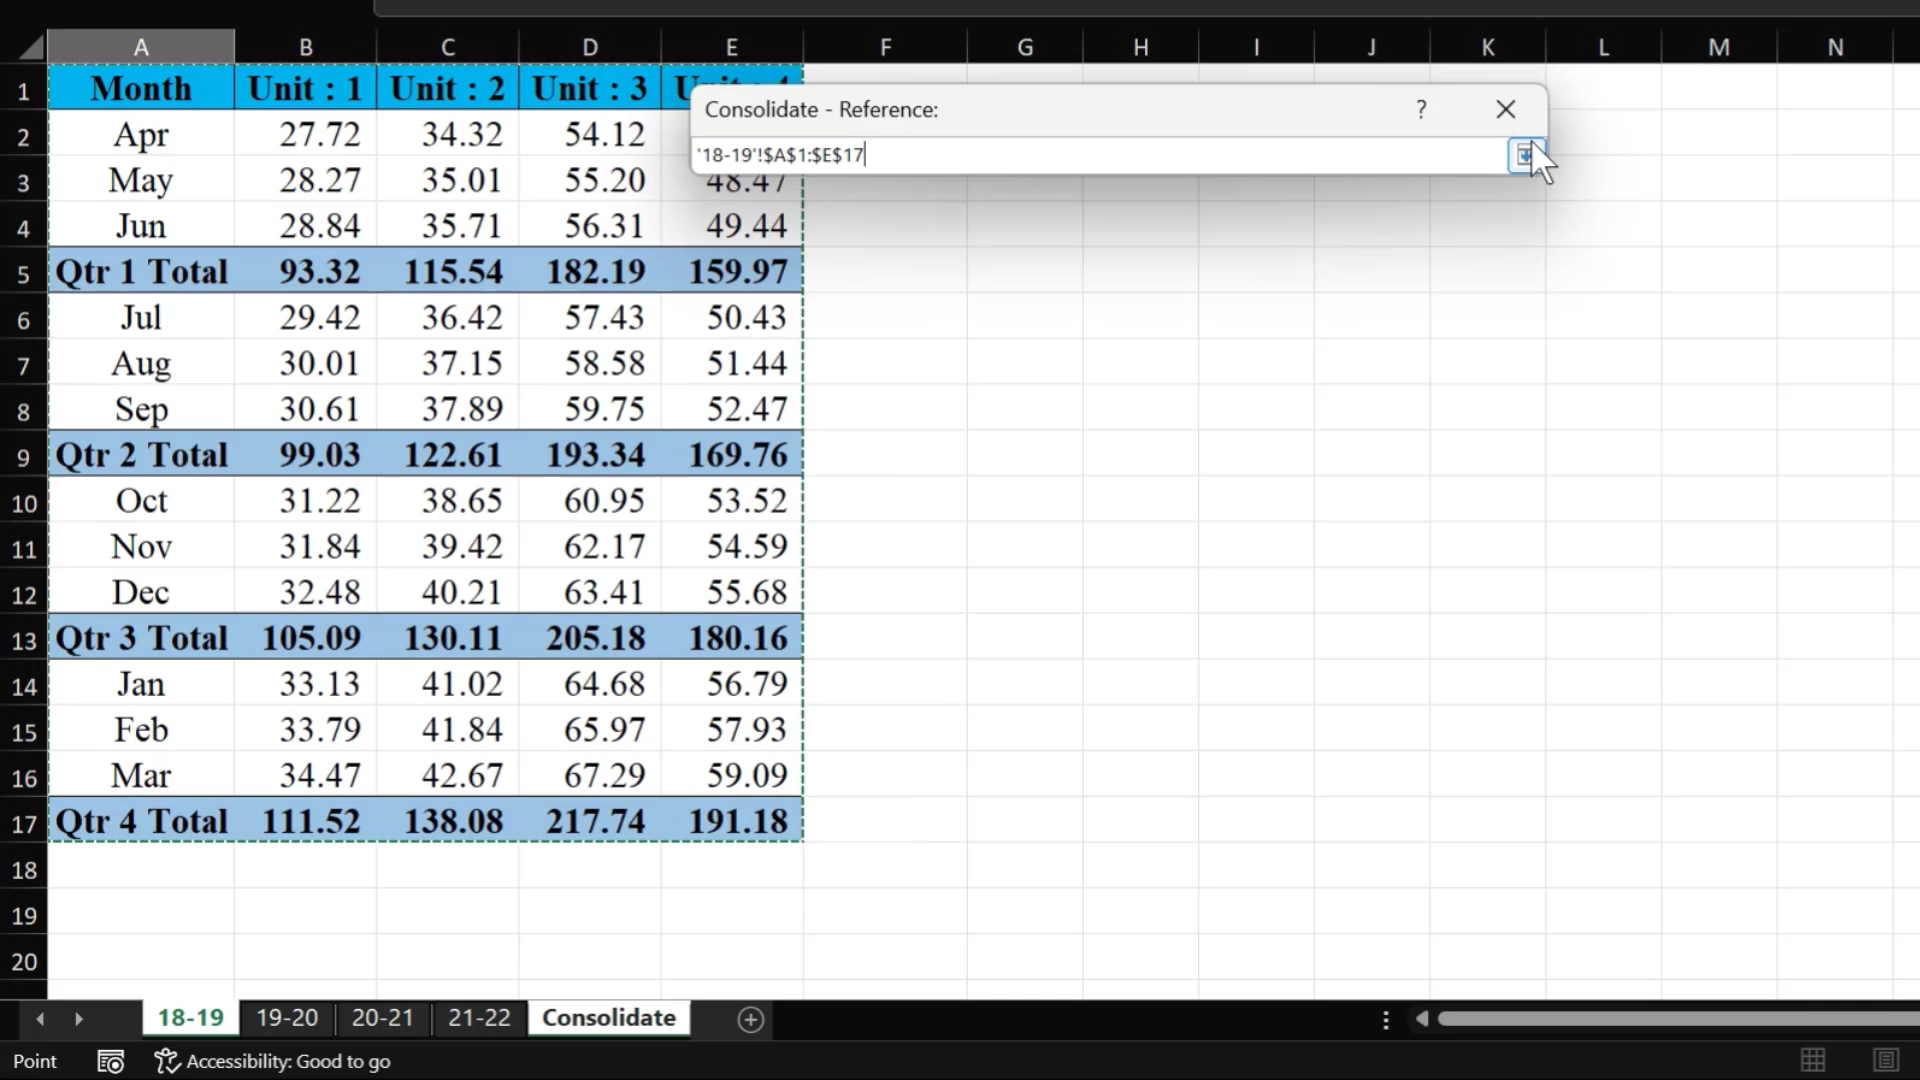 A B C D E F G H I J K L M N
1 Month Unit : 1 Unit : 2 Unit : 3
Consolidate - Reference: ?
2 Apr 27.72 34.32 54.12
'18-19'!$A$1:$E$17
3 May 28.27 35.01 55.20 48.47
4 Jun 28.84 35.71 56.31 49.44
5 Qtr 1 Total 93.32 115.54 182.19 159.97
6 Jul 29.42 36.42 57.43 50.43
7 Aug 30.01 37.15 58.58 51.44
8 Sep 30.61 37.89 59.75 52.47
9 Qtr 2 Total 99.03 122.61 193.34 169.76
10 Oct 31.22 38.65 60.95 53.52
11 Nov 31.84 39.42 62.17 54.59
12 Dec 32.48 40.21 63.41 55.68
13 Qtr 3 Total 105.09 130.11 205.18 180.16
14 Jan 33.13 41.02 64.68 56.79
15 Feb 33.79 41.84 65.97 57.93
16 Mar 34.47 42.67 67.29 59.09
17 Qtr 4 Total 111.52 138.08 217.74 191.18
18
19
20
18-19 19-20 20-21 21-22 Consolidate
Point Accessibility: Good to go